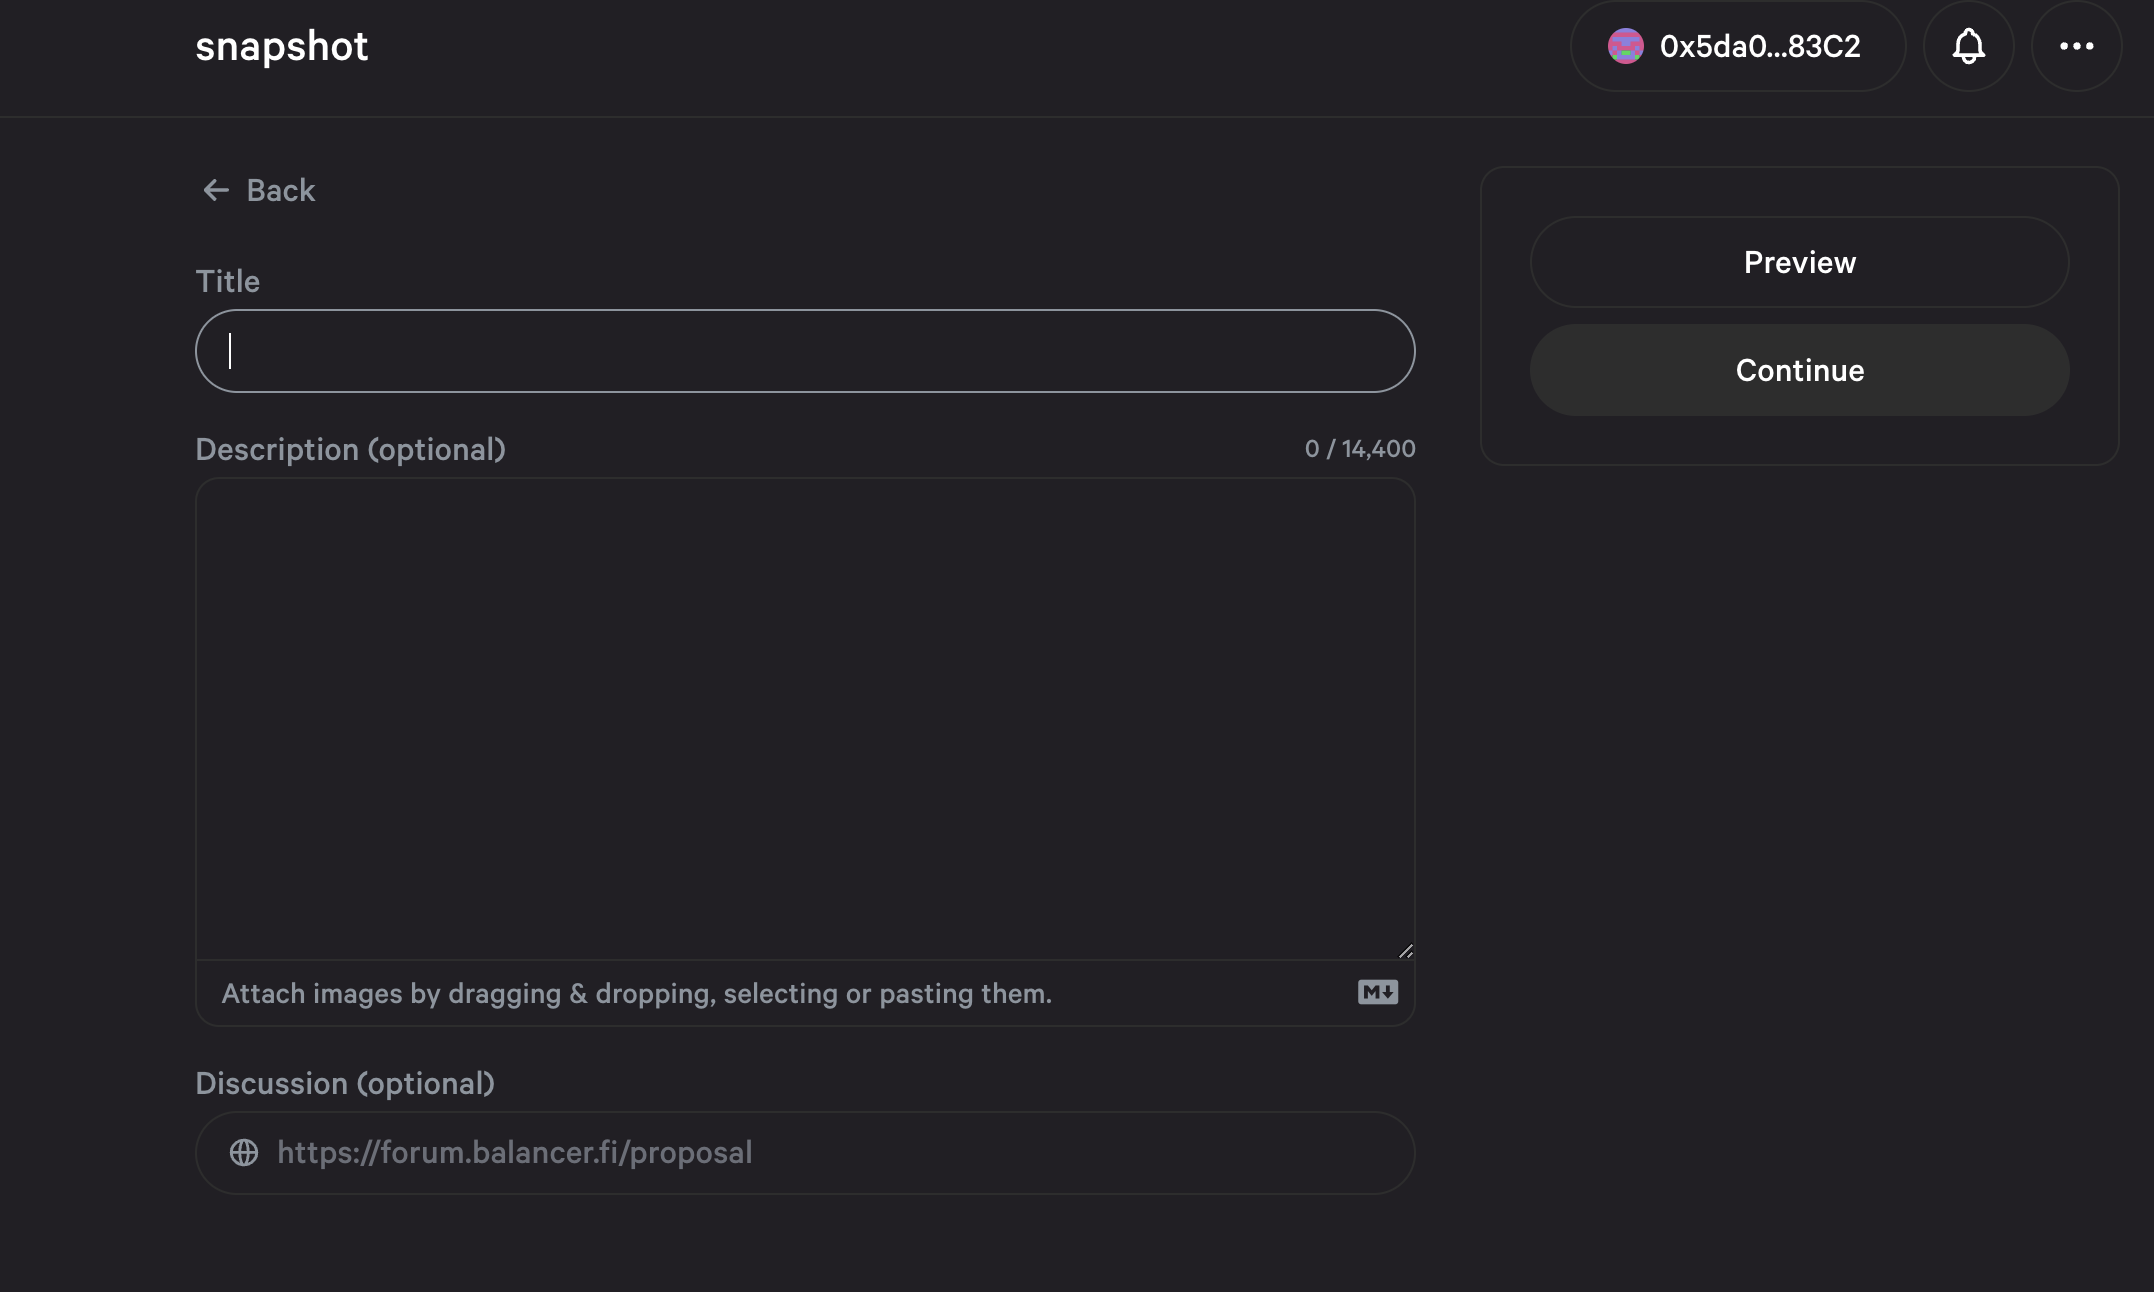 snapshot
0x5da0...83C2
Back
Title
Preview
Continue
Description (optional)
0 / 14,400
Attach images by dragging & dropping, selecting or pasting them.
M
Discussion (optional)
https://forum.balancer.fi/proposal